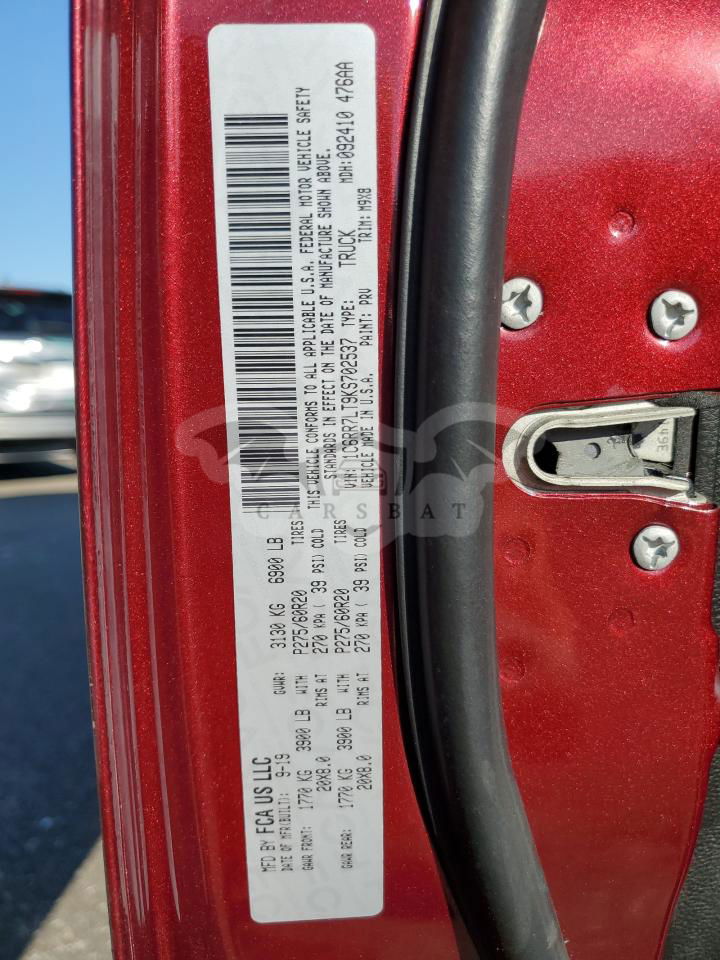 MFD BY FCA US LLC
DATE OF MFR(BUILT): 9-19 GVWR: 3130 KG 6900 LB
GAWR FRONT: 1770 KG 3900 LB WITH P275/60R20 TIRES
20X8.0 RIMS AT 270 KPA ( 39 PSI) COLD
GAWR REAR: 1770 KG 3900 LB WITH P275/60R20 TIRES
20X8.0 RIMS AT 270 KPA ( 39 PSI) COLD
THIS VEHICLE CONFORMS TO ALL APPLICABLE U.S.A. FEDERAL MOTOR VEHICLE SAFETY
STANDARDS IN EFFECT ON THE DATE OF MANUFACTURE SHOWN ABOVE.
VIN: 1C6RR7LT9KS702537 TYPE: TRUCK MDH:092410 476AA
VEHICLE MADE IN U.S.A. PAINT: PRV TRIM: M9X8
CARSBAT